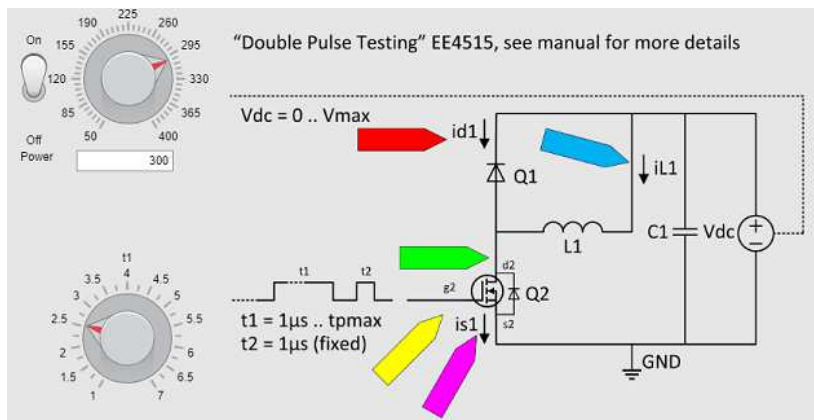 225
190
260
On
155
295
"Double Pulse Testing" EE4515, see manual for more details
120
330
85
365
50
400
Off
Power
300
Vdc = 0 .. Vmax
id1
Q1
iL1
L1
C1
Vdc
t1
4
3.5
4.5
3
5
2.5
5.5
2
6
1.5
6.5
1
7
t1
t2
g2
d2
Q2
s2
t1 = 1µs .. tpmax
is1
t2 = 1µs (fixed)
GND